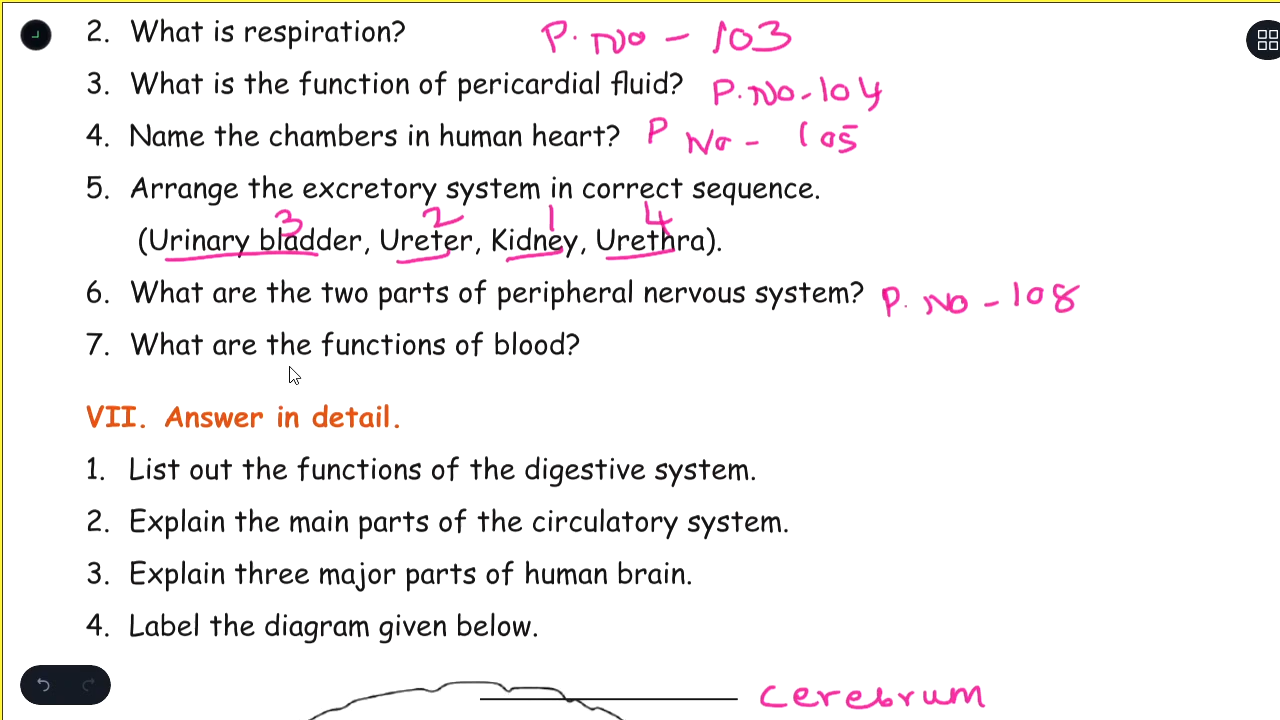 2. What is respiration? P. No - 103
3. What is the function of pericardial fluid? P. No - 104
4. Name the chambers in human heart? P No - 105
5. Arrange the excretory system in correct sequence.
3 2 1 4
(Urinary bladder, Ureter, Kidney, Urethra).
6. What are the two parts of peripheral nervous system? P. No - 108
7. What are the functions of blood?
VII. Answer in detail.
1. List out the functions of the digestive system.
2. Explain the main parts of the circulatory system.
3. Explain three major parts of human brain.
4. Label the diagram given below.
cerebrum